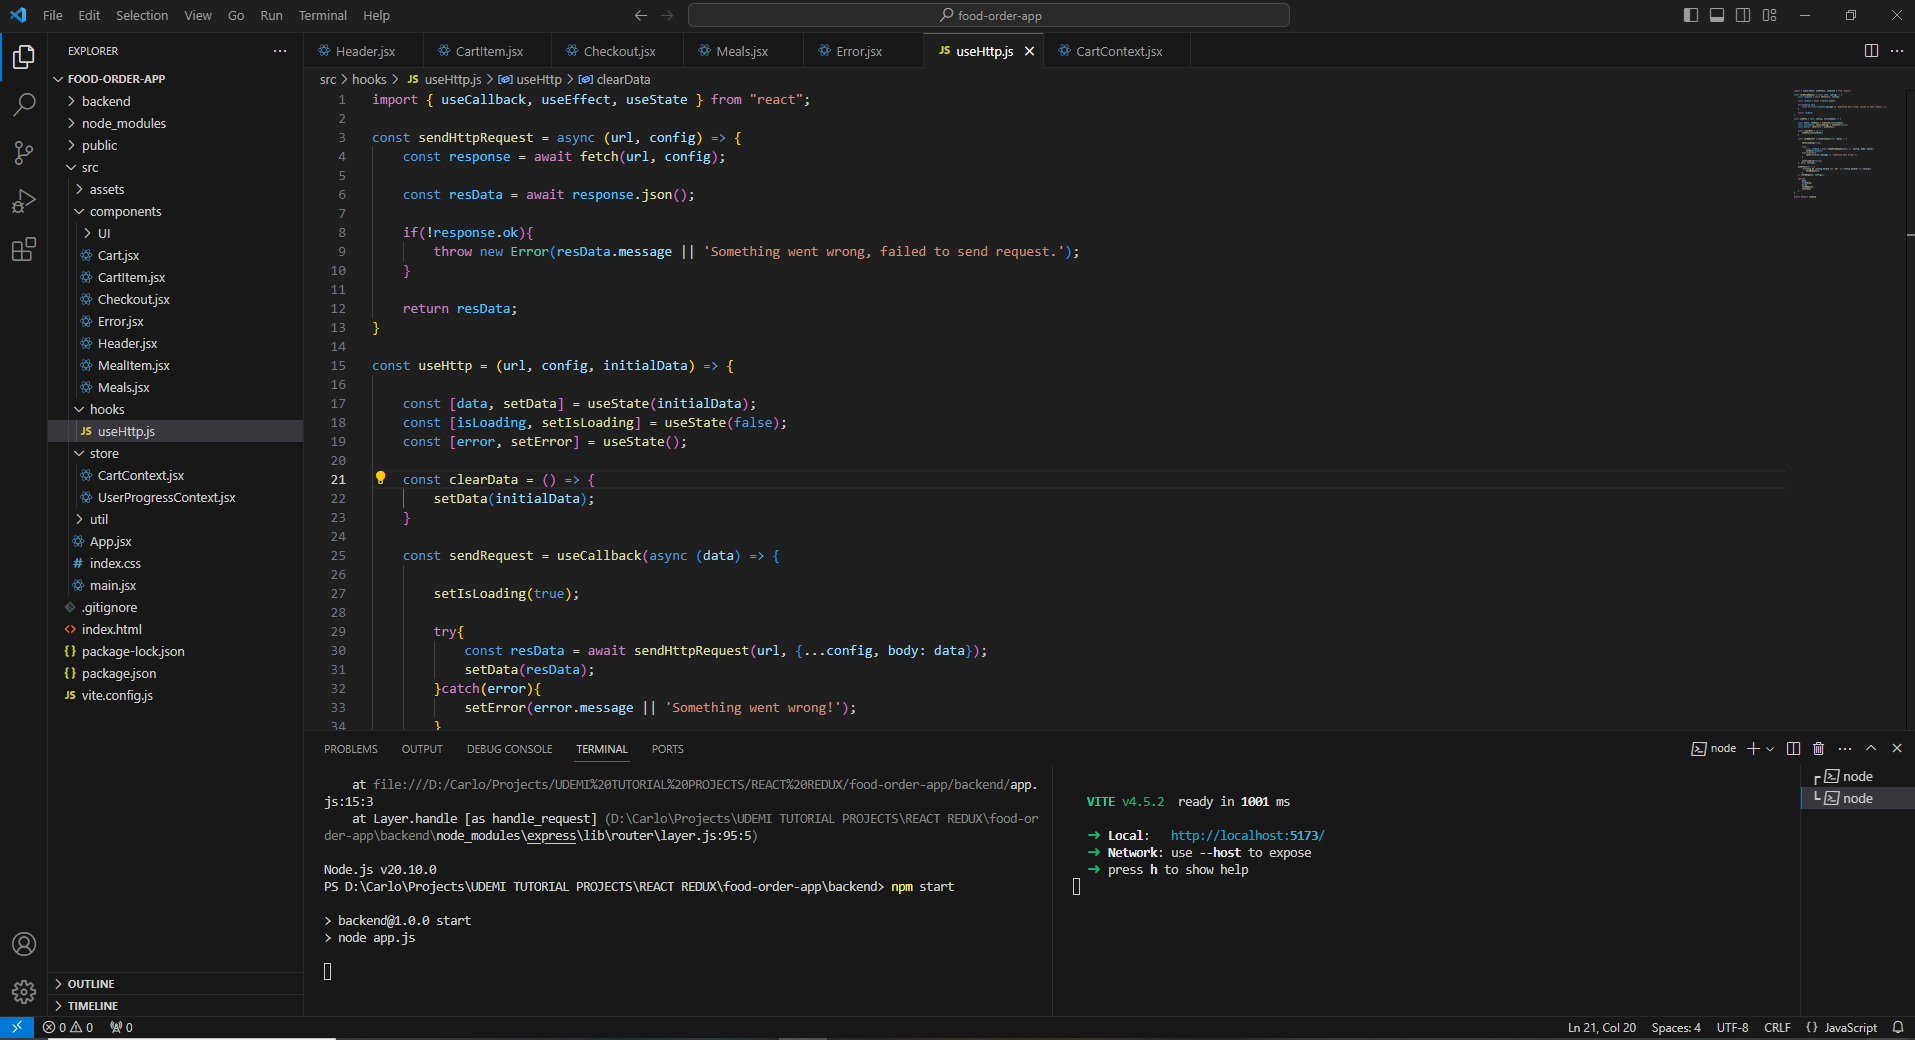 File Edit Selection View Go Run Terminal Help
food-order-app
EXPLORER
FOOD-ORDER-APP
backend
node_modules
public
src
assets
components
UI
Cart.jsx
CartItem.jsx
Checkout.jsx
Error.jsx
Header.jsx
MealItem.jsx
Meals.jsx
hooks
JS useHttp.js
store
CartContext.jsx
UserProgressContext.jsx
util
App.jsx
# index.css
main.jsx
.gitignore
<> index.html
{} package-lock.json
{} package.json
JS vite.config.js
OUTLINE
TIMELINE
Header.jsx CartItem.jsx Checkout.jsx Meals.jsx Error.jsx JS useHttp.js CartContext.jsx
src > hooks > JS useHttp.js > useHttp > clearData
1 import { useCallback, useEffect, useState } from "react";
2
3 const sendHttpRequest = async (url, config) => {
4 const response = await fetch(url, config);
5
6 const resData = await response.json();
7
8 if(!response.ok){
9 throw new Error(resData.message || 'Something went wrong, failed to send request.');
10 }
11
12 return resData;
13 }
14
15 const useHttp = (url, config, initialData) => {
16
17 const [data, setData] = useState(initialData);
18 const [isLoading, setIsLoading] = useState(false);
19 const [error, setError] = useState();
20
21 const clearData = () => {
22 setData(initialData);
23 }
24
25 const sendRequest = useCallback(async (data) => {
26
27 setIsLoading(true);
28
29 try{
30 const resData = await sendHttpRequest(url, {...config, body: data});
31 setData(resData);
32 }catch(error){
33 setError(error.message || 'Something went wrong!');
34 }
PROBLEMS OUTPUT DEBUG CONSOLE TERMINAL PORTS
node
at file:///D:/Carlo/Projects/UDEMI%20TUTORIAL%20PROJECTS/REACT%20REDUX/food-order-app/backend/app.
js:15:3
at Layer.handle [as handle_request] (D:\Carlo\Projects\UDEMI TUTORIAL PROJECTS\REACT REDUX\food-or
der-app\backend\node_modules\express\lib\router\layer.js:95:5)
Node.js v20.10.0
PS D:\Carlo\Projects\UDEMI TUTORIAL PROJECTS\REACT REDUX\food-order-app\backend> npm start
> backend@1.0.0 start
> node app.js
VITE v4.5.2 ready in 1001 ms
➜ Local: http://localhost:5173/
➜ Network: use --host to expose
➜ press h to show help
node
node
0 0 0
Ln 21, Col 20 Spaces: 4 UTF-8 CRLF {} JavaScript